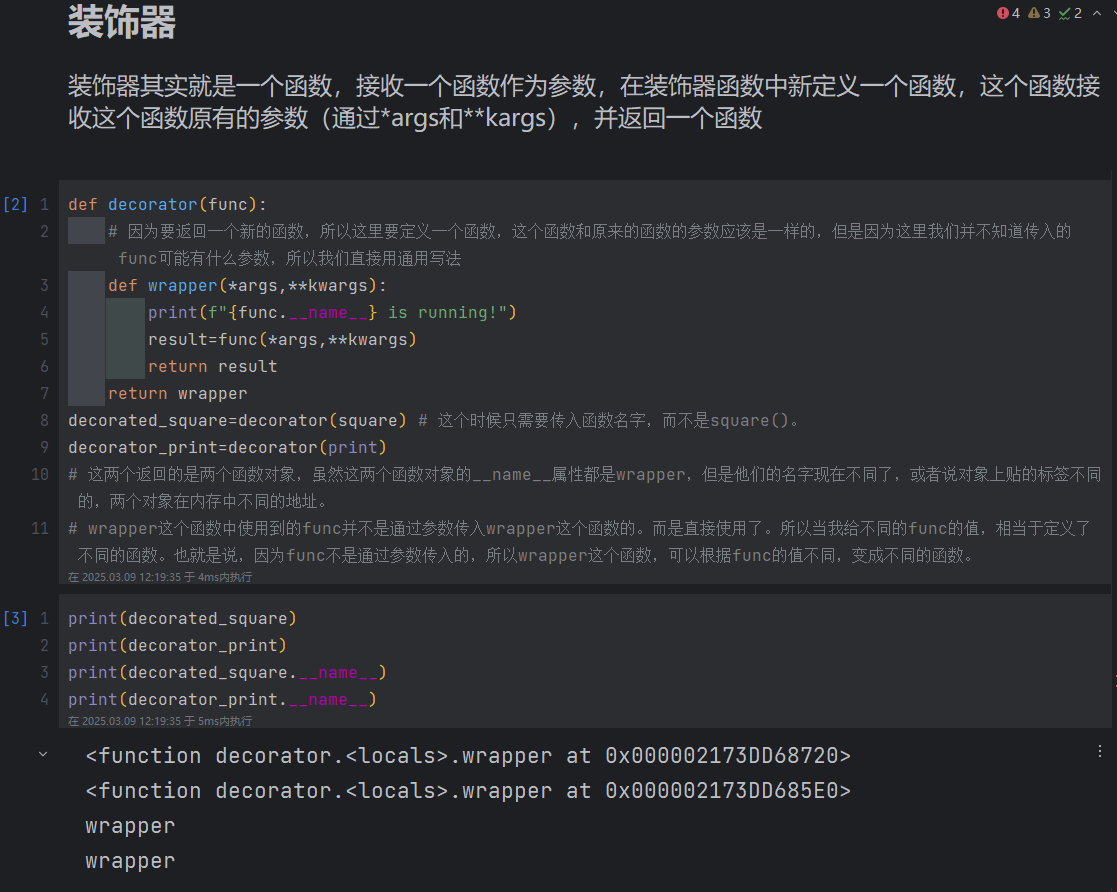 装饰器
4 3 2
装饰器其实就是一个函数，接收一个函数作为参数，在装饰器函数中新定义一个函数，这个函数接
收这个函数原有的参数（通过*args和**kargs），并返回一个函数
[2] 1 def decorator(func):
2 # 因为要返回一个新的函数，所以这里要定义一个函数，这个函数和原来的函数的参数应该是一样的，但是因为这里我们并不知道传入的
func可能有什么参数，所以我们直接用通用写法
3 def wrapper(*args,**kwargs):
4 print(f"{func.__name__} is running!")
5 result=func(*args,**kwargs)
6 return result
7 return wrapper
8 decorated_square=decorator(square) # 这个时候只需要传入函数名字，而不是square()。
9 decorator_print=decorator(print)
10 # 这两个返回的是两个函数对象，虽然这两个函数对象的__name__属性都是wrapper，但是他们的名字现在不同了，或者说对象上贴的标签不同
的，两个对象在内存中不同的地址。
11 # wrapper这个函数中使用到的func并不是通过参数传入wrapper这个函数的。而是直接使用了。所以当我给不同的func的值，相当于定义了
不同的函数。也就是说，因为func不是通过参数传入的，所以wrapper这个函数，可以根据func的值不同，变成不同的函数。
在 2025.03.09 12:19:35 于 4ms内执行
[3] 1 print(decorated_square)
2 print(decorator_print)
3 print(decorated_square.__name__)
4 print(decorator_print.__name__)
在 2025.03.09 12:19:35 于 5ms内执行
<function decorator.<locals>.wrapper at 0x000002173DD68720>
<function decorator.<locals>.wrapper at 0x000002173DD685E0>
wrapper
wrapper